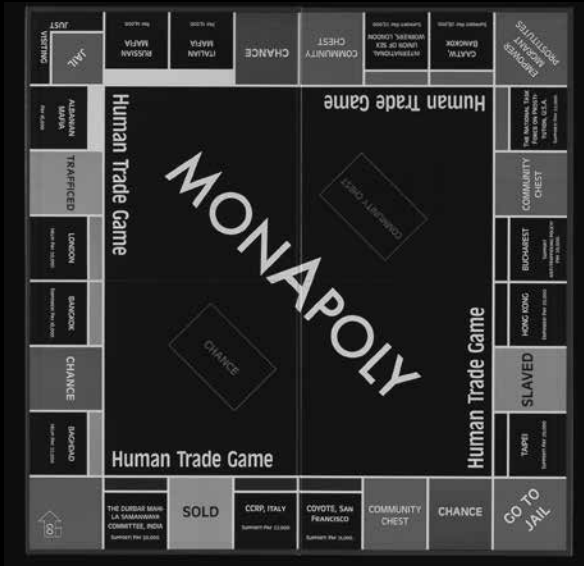 JUST
VISITING
JAIL
RUSSIAN
MAFIA
ITALIAN
MAFIA
CHANCE
COMMUNITY
CHEST
INTERNATIONAL
UNION OF SEX
WORKERS, LONDON
CAATW,
BANGKOK
EMPOWER
MIGRANT
PROSTITUTES
ALBANIAN
MAFIA
TRAFFICED
LONDON
BANGKOK
CHANCE
BAGHDAD
Human Trade Game
Human Trade Game
MONAPOLY
COMMUNITY CHEST
CHANCE
Human Trade Game
Human Trade Game
THE NATIONAL TASK
FORCE ON PROSTI-
TUTION, U.S.A.
COMMUNITY
CHEST
BUCHAREST
HONG KONG
SLAVED
TAIPEI
GO
THE DURBAR MAHI-
LA SAMANWAYA
COMMITTEE, INDIA
SOLD
CCRP, ITALY
COYOTE, SAN
FRANCISCO
COMMUNITY
CHEST
CHANCE
GO TO
JAIL